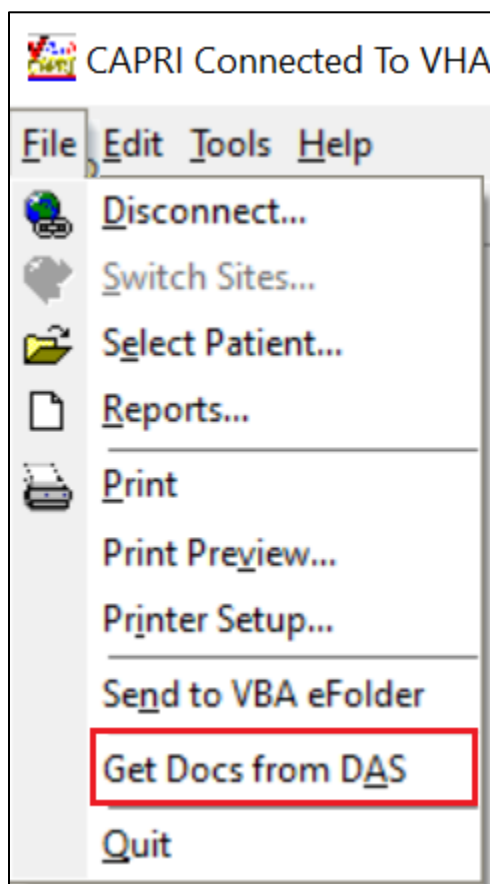 CAPRI Connected To VHA
File Edit Tools Help
Disconnect...
Switch Sites...
Select Patient...
Reports...
Print
Print Preview...
Printer Setup...
Send to VBA eFolder
Get Docs from DAS
Quit